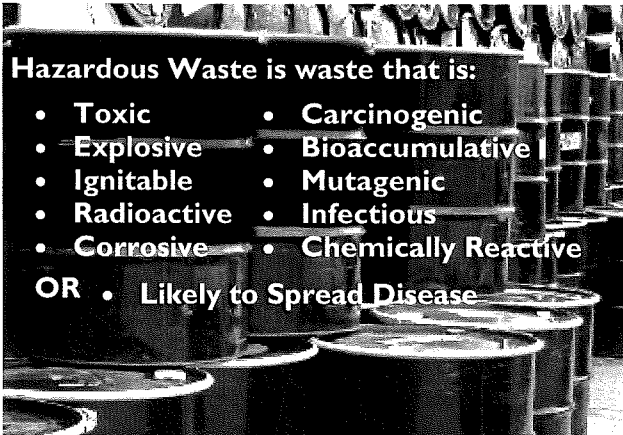 Hazardous Waste is waste that is:
• Toxic • Carcinogenic
• Explosive • Bioaccumulative
• Ignitable • Mutagenic
• Radioactive • Infectious
• Corrosive • Chemically Reactive
OR • Likely to Spread Disease